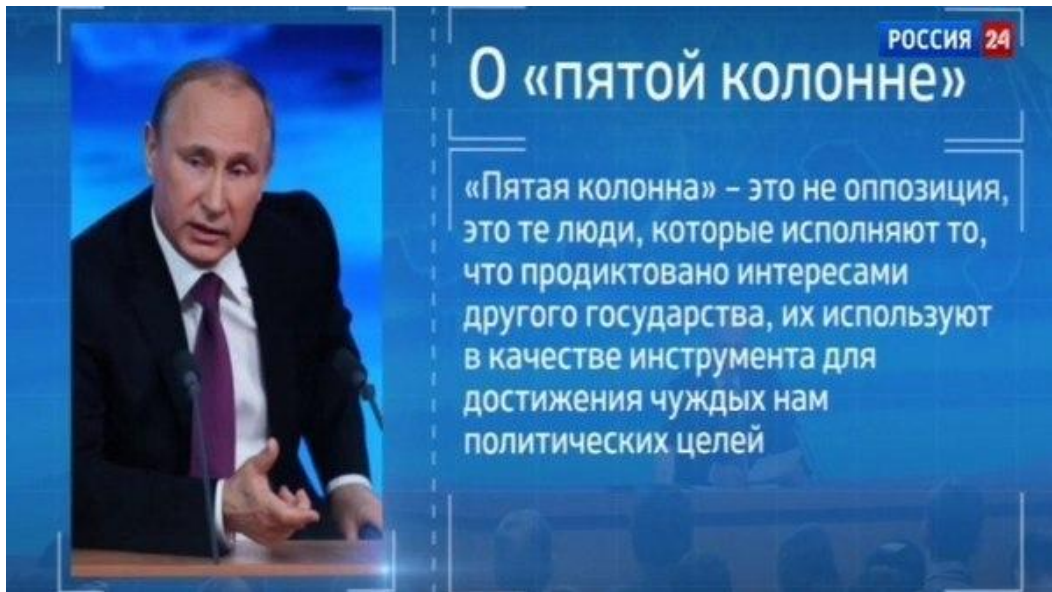 РОССИЯ 24
О «пятой колонне»
«Пятая колонна» – это не оппозиция,
это те люди, которые исполняют то,
что продиктовано интересами
другого государства, их используют
в качестве инструмента для
достижения чуждых нам
политических целей